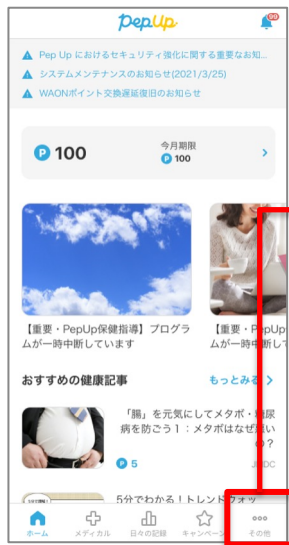 PepUp
99
Pep Up におけるセキュリティ強化に関する重要なお知...
システムメンテナンスのお知らせ(2021/3/25)
WAONポイント交換遅延復旧のお知らせ
P 100
今月期限
P 100
【重要・PepUp保健指導】プログラ
ムが一時中断しています
【重要・PepUp
ムが一時中断し
おすすめの健康記事
もっとみる
「腸」を元気にしてメタボ・糖尿
病を防ごう1：メタボはなぜ悪い
の？
P 5
JMDC
5分でわかる！トレンドウォッ
ホーム
メディカル
日々の記録
キャンペーン
その他